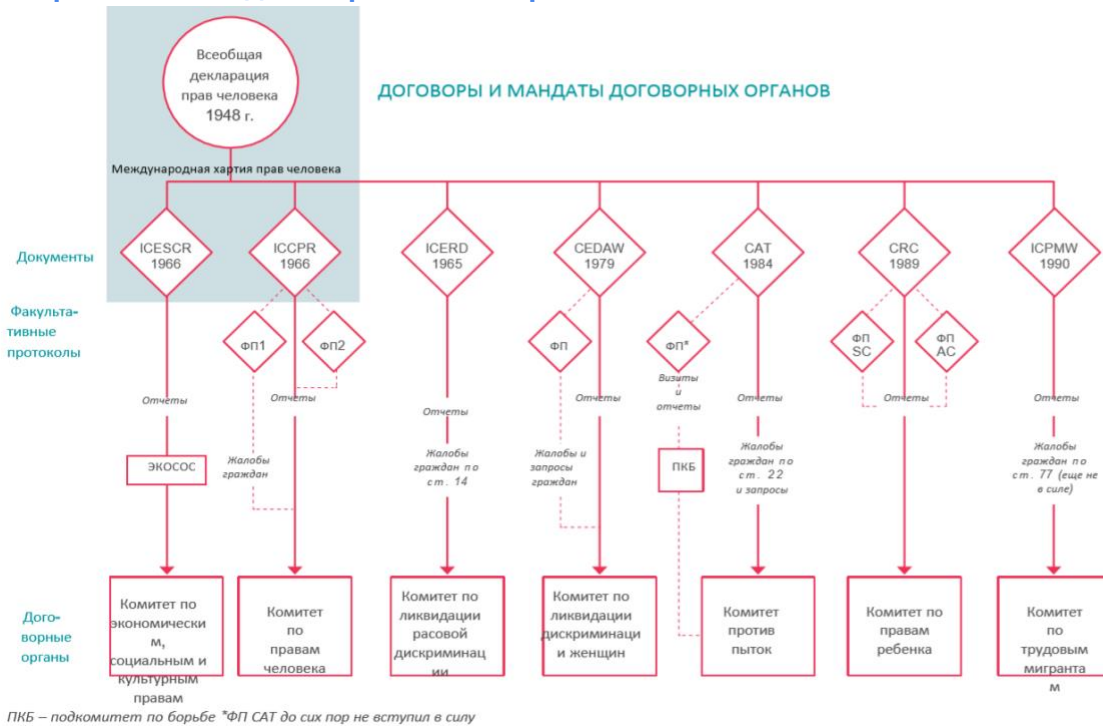 Всеобщая
декларация
прав человека
1948 г.
ДОГОВОРЫ И МАНДАТЫ ДОГОВОРНЫХ ОРГАНОВ
Международная хартия прав человека
Документы
ICESCR
1966
ICCPR
1966
ICERD
1965
CEDAW
1979
CAT
1984
CRC
1989
ICPMW
1990
Факульта-
тивные
протоколы
ФП1
ФП2
ФП
ФП*
ФП
SC
ФП
AC
Отчеты
Отчеты
Отчеты
Отчеты
Визиты
и
отчеты
Отчеты
Отчеты
Отчеты
ЭКОСОС
Жалобы
граждан
Жалобы
граждан по
ст. 14
Жалобы и
запросы
граждан
ПКБ
Жалобы
граждан по
ст. 22
и запросы
Жалобы
граждан по
ст. 77 (еще не
в силе)
Дого-
ворные
органы
Комитет по
экономически
м,
социальным и
культурным
правам
Комитет
по
правам
человека
Комитет по
ликвидации
расовой
дискриминац
ии
Комитет по
ликвидации
дискриминаци
и женщин
Комитет
против
пыток
Комитет по
правам
ребенка
Комитет
по
трудовым
мигранта
м
ПКБ – подкомитет по борьбе *ФП CAT до сих пор не вступил в силу